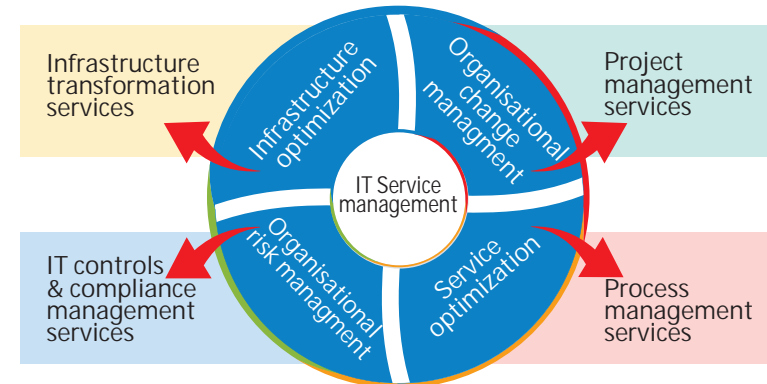 Infrastructure
transformation
services
Infrastructure
optimization
Organisational
change
managment
Project
management
services
IT Service
management
IT controls
& compliance
management
services
Organisational
risk managment
Service
optimization
Process
management
services